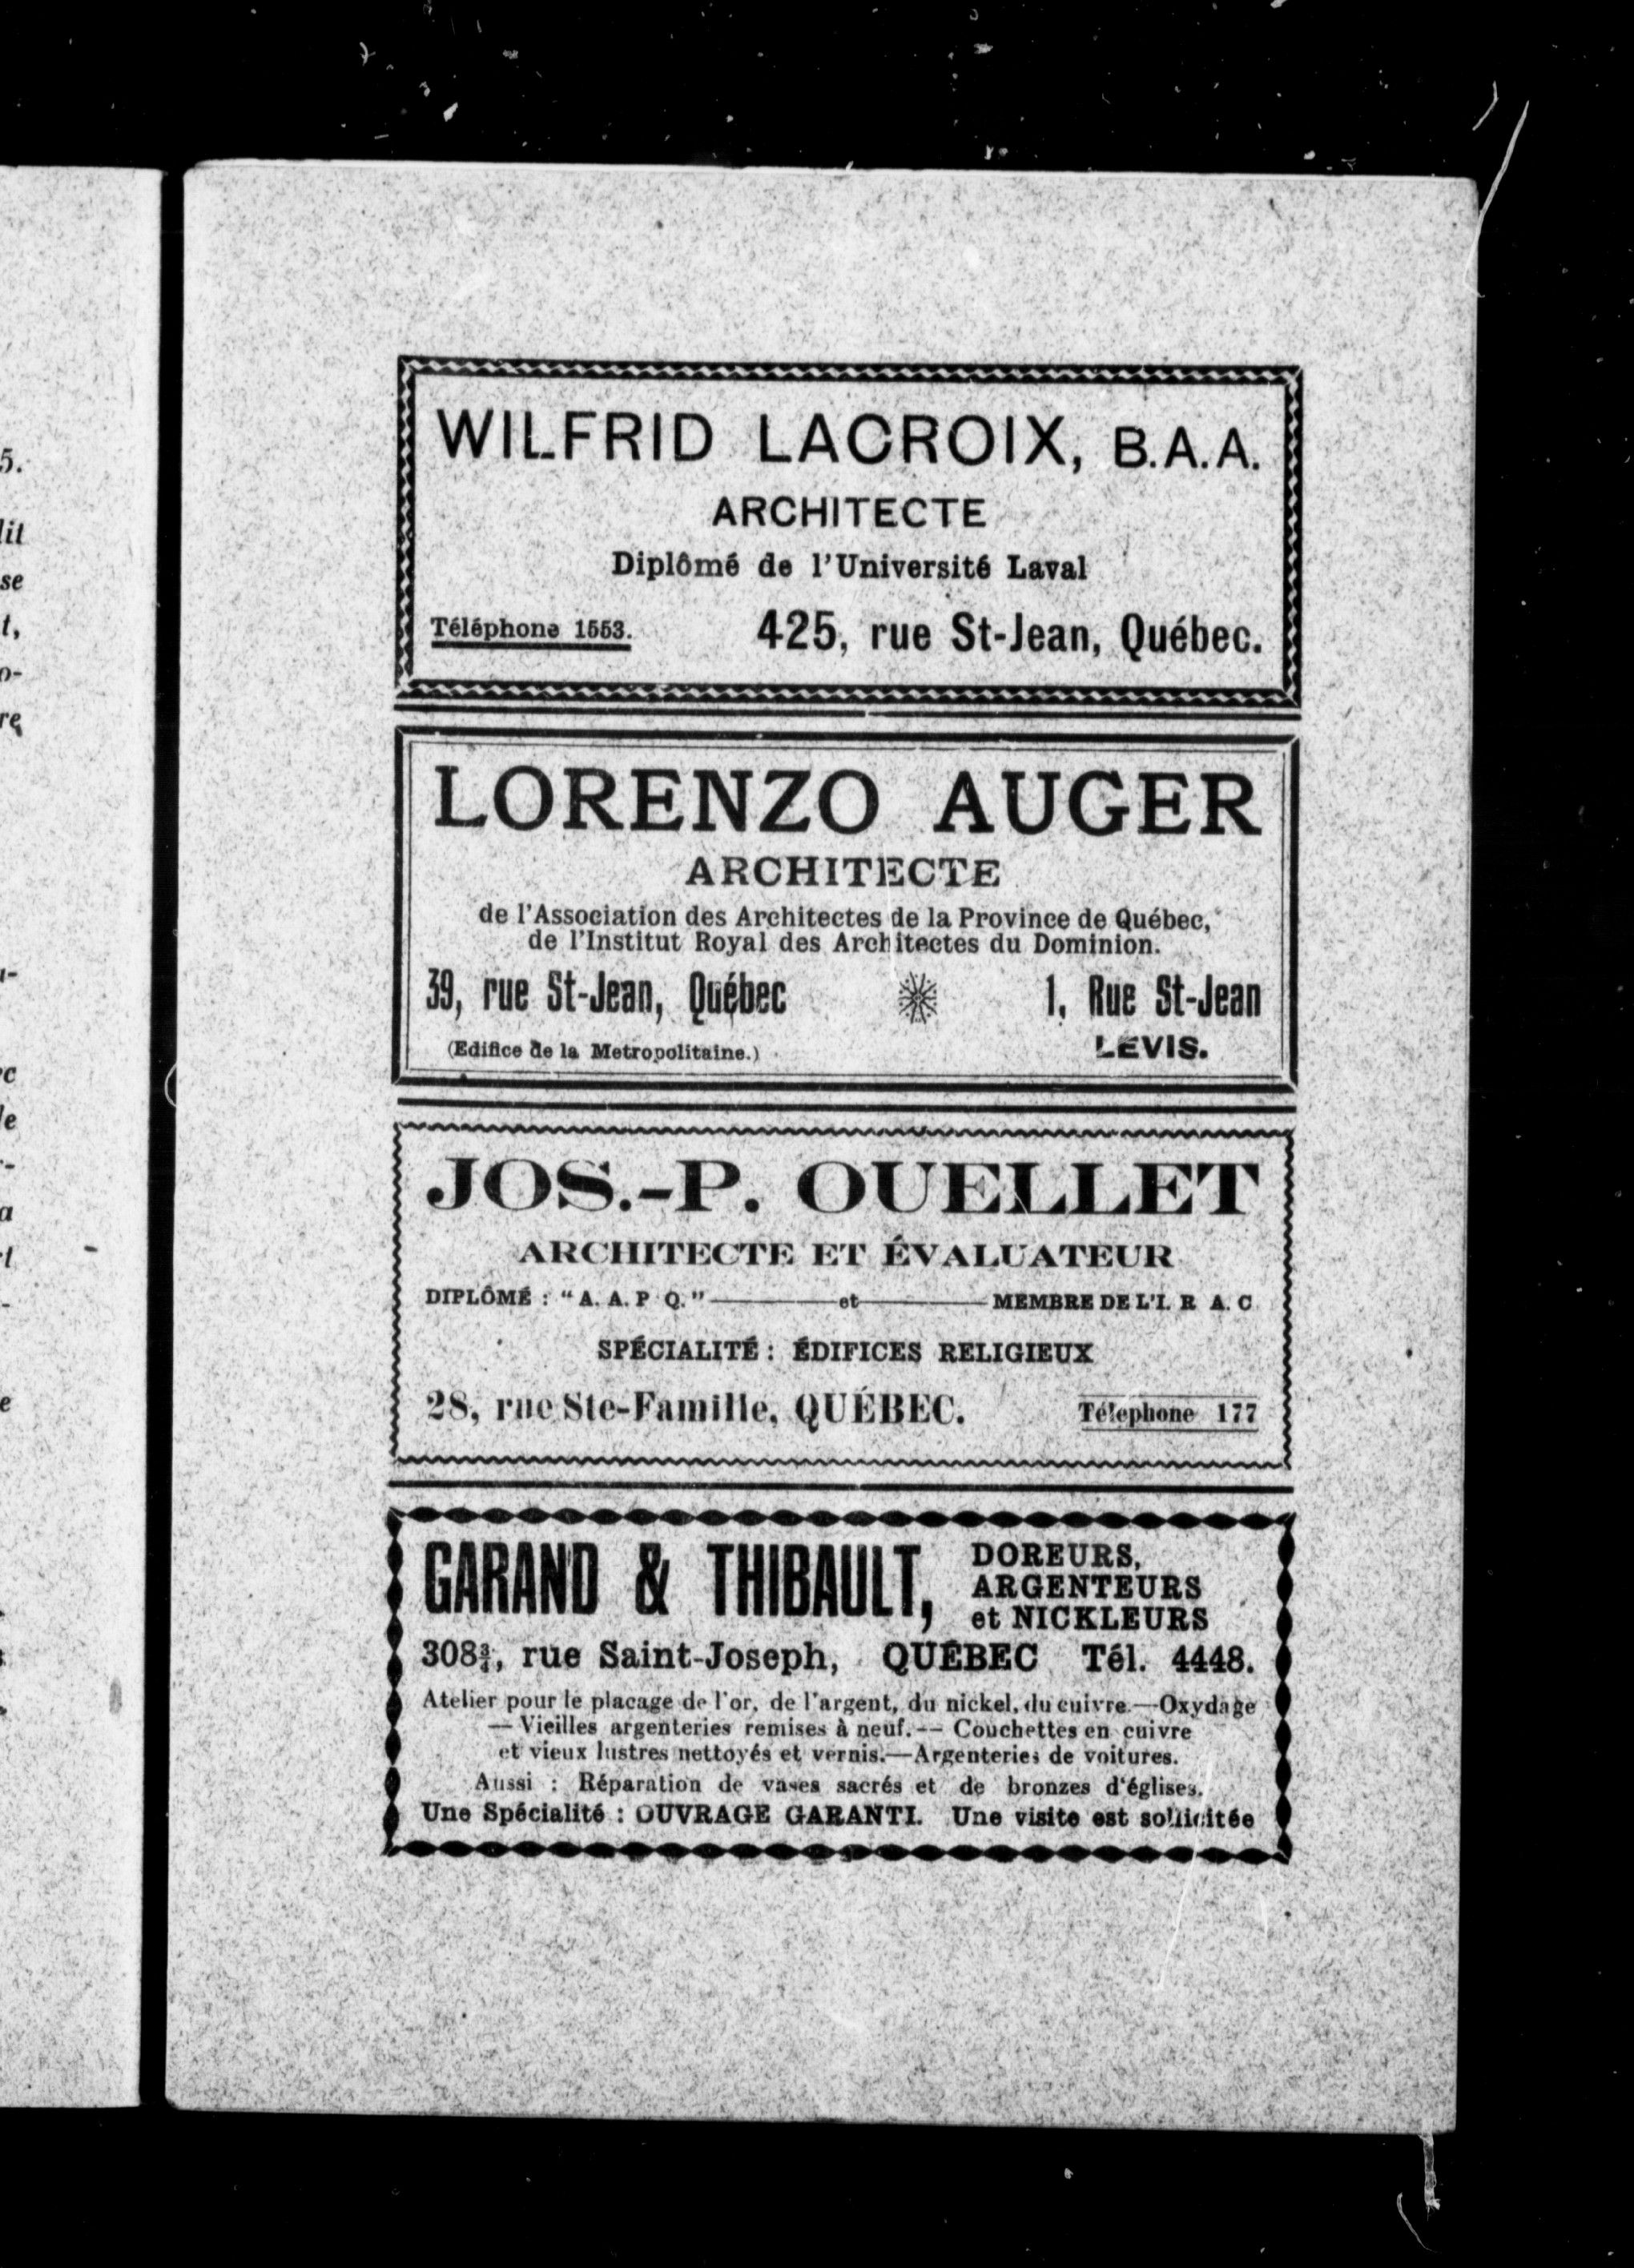 WILFRID LACROIX, B.A.A.
ARCHITECTE
Diplômé de l'Université Laval
Téléphone 1553. 425, rue St-Jean, Québec.
LORENZO AUGER
ARCHITECTE
de l'Association des Architectes de la Province de Québec,
de l'Institut Royal des Architectes du Dominion.
39, rue St-Jean, Québec 1, Rue St-Jean
(Edifice de la Metropolitaine.) LEVIS.
JOS.-P. OUELLET
ARCHITECTE ET ÉVALUATEUR
DIPLÔMÉ : "A. A. P Q." — et — MEMBRE DE L'I. R A. C
SPÉCIALITÉ : ÉDIFICES RELIGIEUX
28, rue Ste-Famille, QUÉBEC. Télephone 177
GARAND & THIBAULT, DOREURS,
ARGENTEURS
et NICKLEURS
308¾, rue Saint-Joseph, QUÉBEC Tél. 4448.
Atelier pour le placage de l'or, de l'argent, du nickel, du cuivre.—Oxydage
— Vieilles argenteries remises à neuf.-- Couchettes en cuivre
et vieux lustres nettoyés et vernis.—Argenteries de voitures.
Aussi : Réparation de vases sacrés et de bronzes d'églises.
Une Spécialité : OUVRAGE GARANTI. Une visite est sollicitée